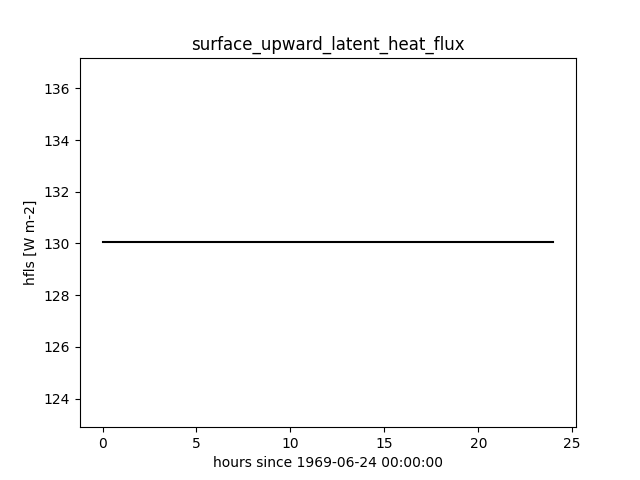 surface_upward_latent_heat_flux
hfls [W m-2]
136
134
132
130
128
126
124
0 5 10 15 20 25
hours since 1969-06-24 00:00:00